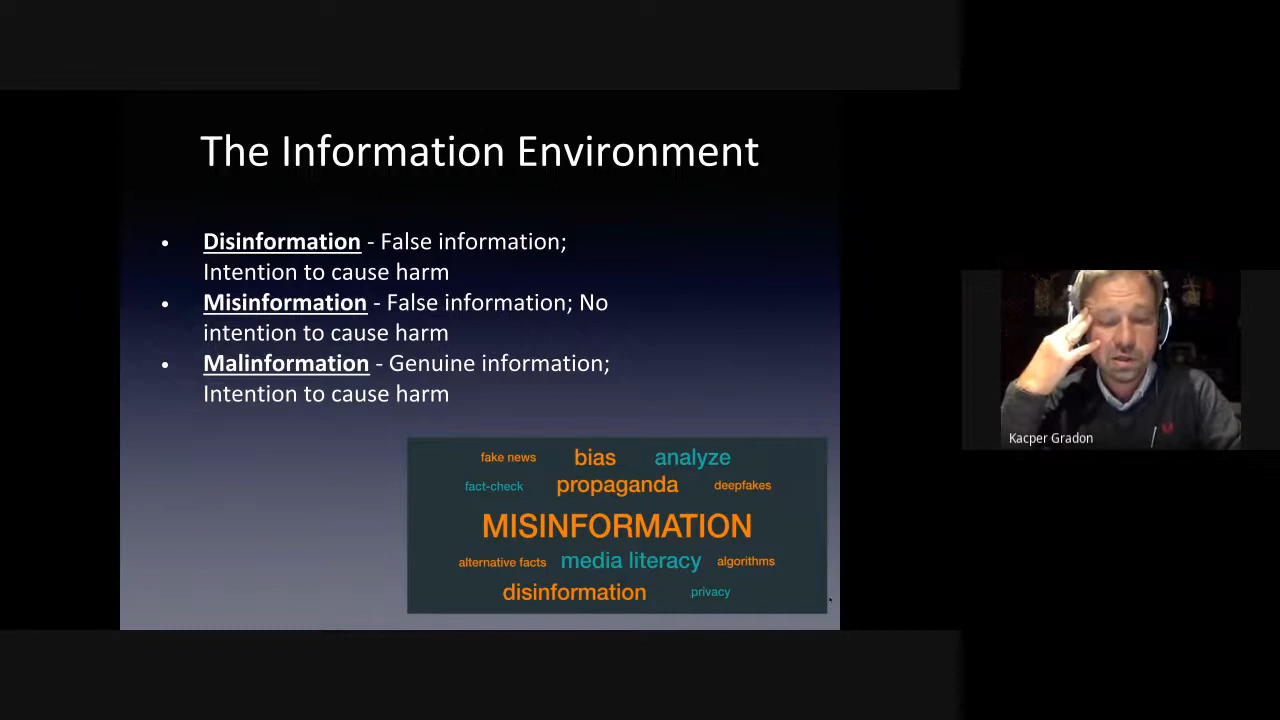 The Information Environment
• Disinformation - False information;
Intention to cause harm
• Misinformation - False information; No
intention to cause harm
• Malinformation - Genuine information;
Intention to cause harm
fake news bias analyze
fact-check propaganda deepfakes
MISINFORMATION
alternative facts media literacy algorithms
disinformation privacy
Kacper Gradon